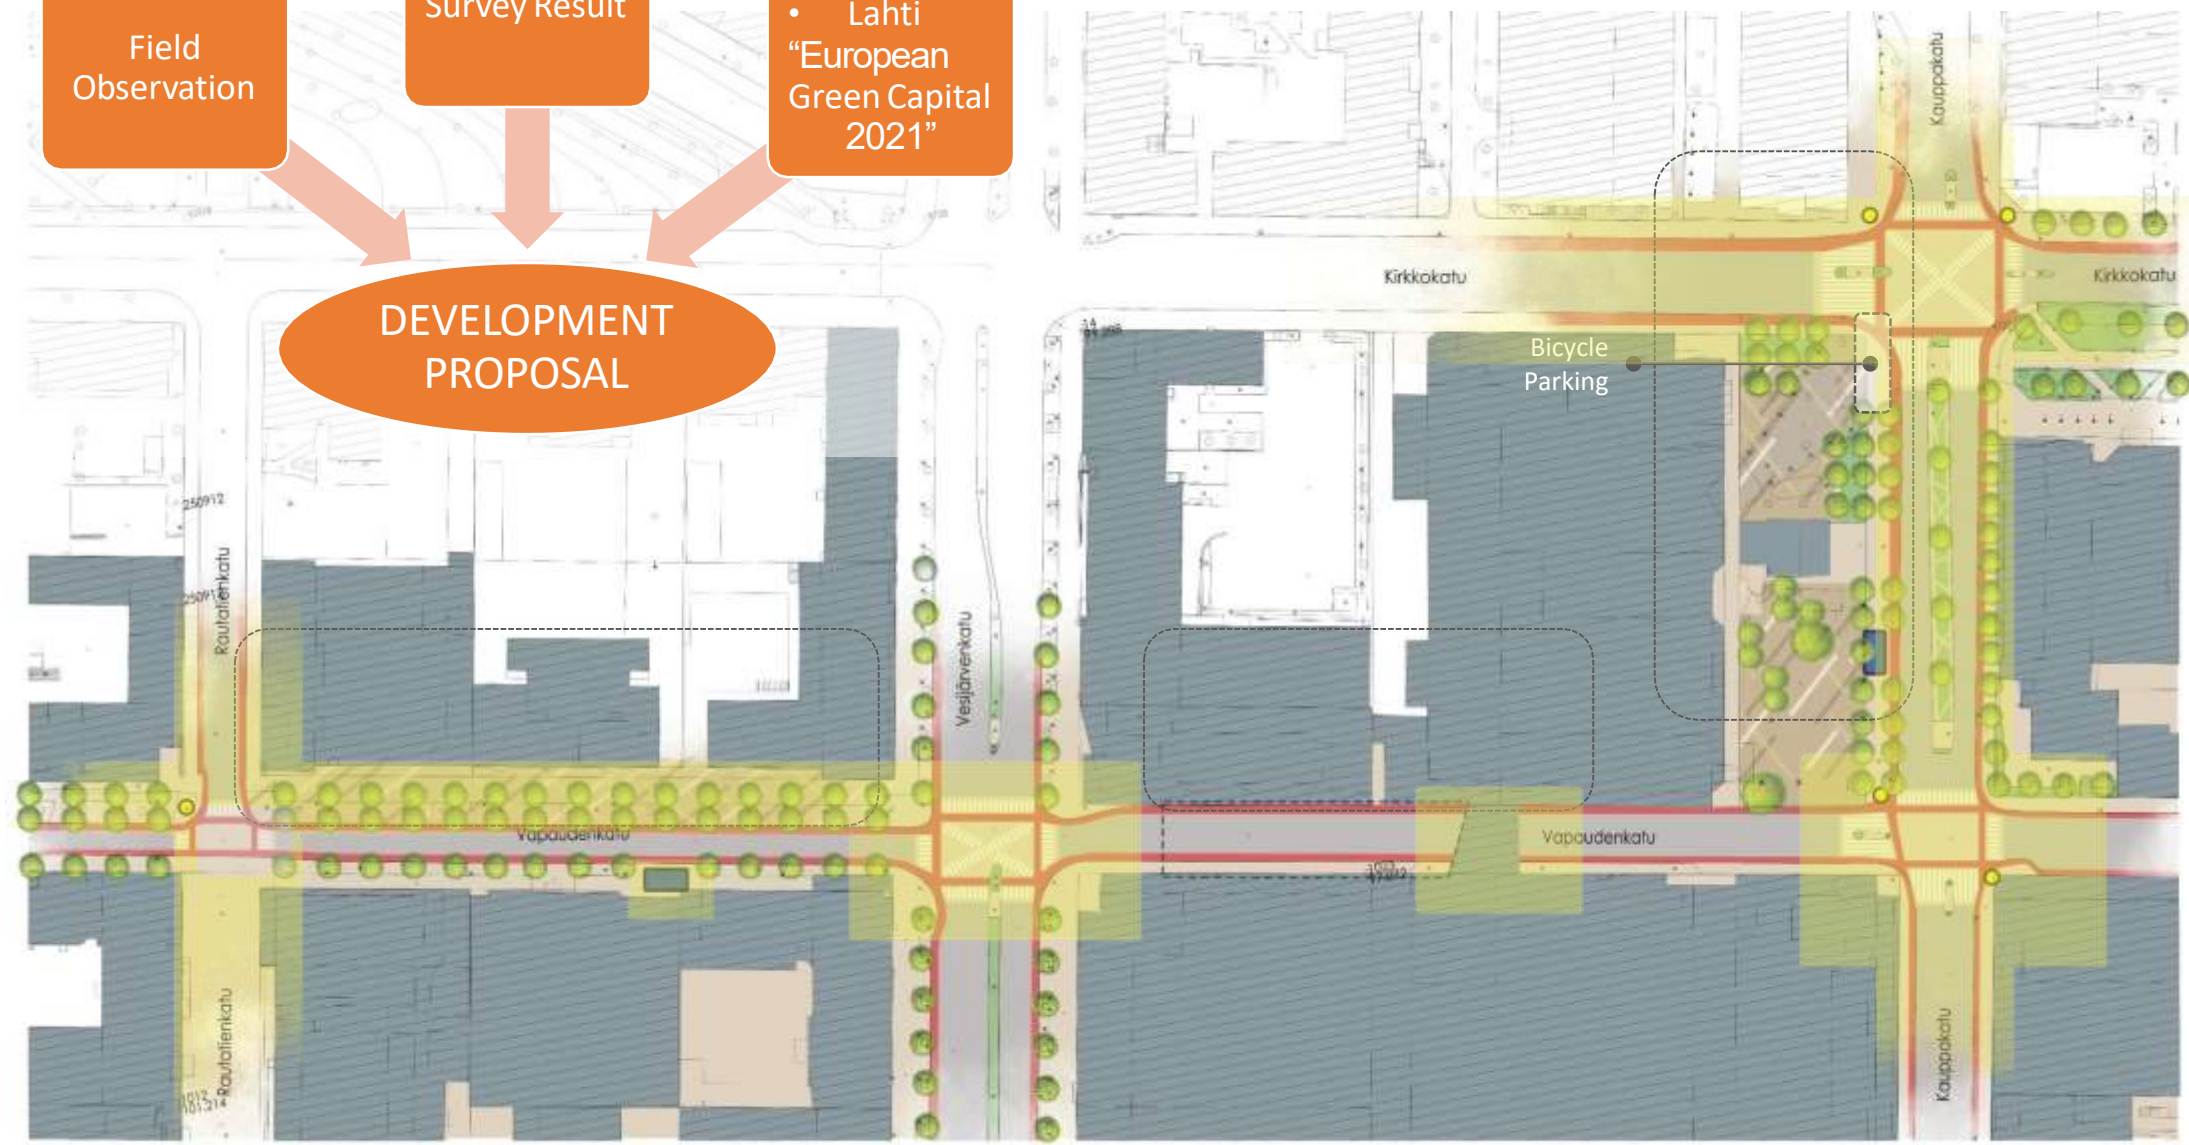 Survey Result
• Lahti
Field
Observation
“European
Green Capital
2021”
DEVELOPMENT
PROPOSAL
Kauppakatu
Kirkkokatu
Kirkkokatu
Bicycle
Parking
250912
Rautatienkatu
Vesijärvenkatu
Vapaudenkatu
Vapaudenkatu
Rautatienkatu
Kauppakatu